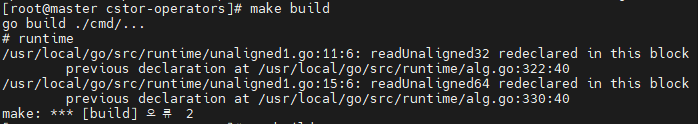 [root@master cstor-operators]# make build
go build ./cmd/...
# runtime
/usr/local/go/src/runtime/unaligned1.go:11:6: readUnaligned32 redeclared in this block
previous declaration at /usr/local/go/src/runtime/alg.go:322:40
/usr/local/go/src/runtime/unaligned1.go:15:6: readUnaligned64 redeclared in this block
previous declaration at /usr/local/go/src/runtime/alg.go:330:40
make: *** [build] 오류 2